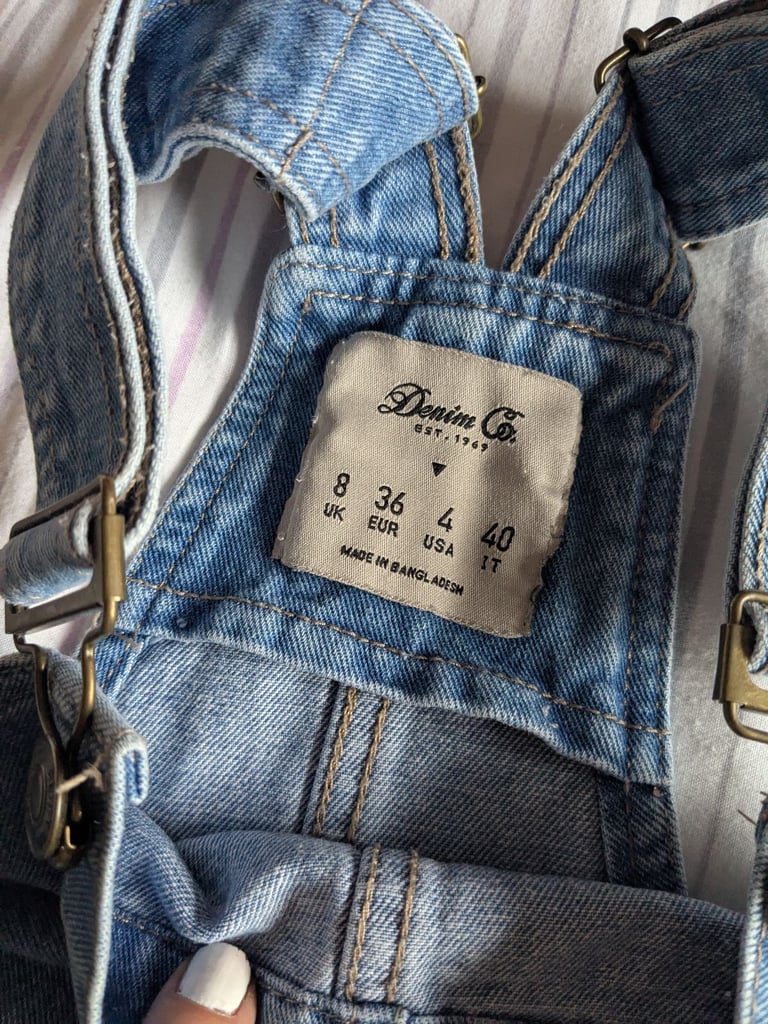 Denim Co.
EST. 1969
8 36 4 40
UK EUR USA IT
MADE IN BANGLADESH